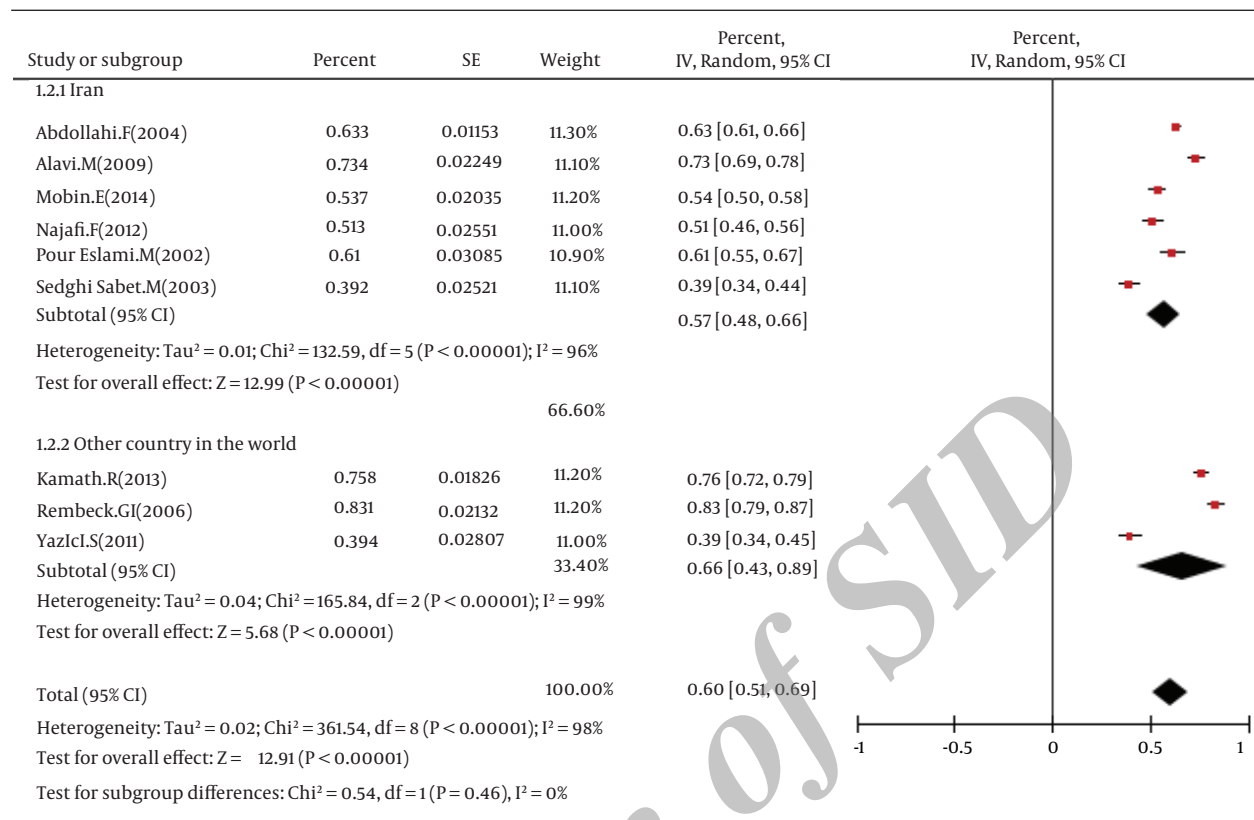 Study or subgroup Percent SE Weight Percent, IV, Random, 95% CI Percent, IV, Random, 95% CI
1.2.1 Iran
Abdollahi.F(2004) 0.633 0.01153 11.30% 0.63 [0.61, 0.66]
Alavi.M(2009) 0.734 0.02249 11.10% 0.73 [0.69, 0.78]
Mobin.E(2014) 0.537 0.02035 11.20% 0.54 [0.50, 0.58]
Najafi.F(2012) 0.513 0.02551 11.00% 0.51 [0.46, 0.56]
Pour Eslami.M(2002) 0.61 0.03085 10.90% 0.61 [0.55, 0.67]
Sedghi Sabet.M(2003) 0.392 0.02521 11.10% 0.39 [0.34, 0.44]
Subtotal (95% CI) 0.57 [0.48, 0.66]
Heterogeneity: Tau² = 0.01; Chi² = 132.59, df = 5 (P < 0.00001); I² = 96%
Test for overall effect: Z = 12.99 (P < 0.00001)
66.60%
1.2.2 Other country in the world
Kamath.R(2013) 0.758 0.01826 11.20% 0.76 [0.72, 0.79]
Rembeck.GI(2006) 0.831 0.02132 11.20% 0.83 [0.79, 0.87]
YazIcI.S(2011) 0.394 0.02807 11.00% 0.39 [0.34, 0.45]
Subtotal (95% CI) 33.40% 0.66 [0.43, 0.89]
Heterogeneity: Tau² = 0.04; Chi² = 165.84, df = 2 (P < 0.00001); I² = 99%
Test for overall effect: Z = 5.68 (P < 0.00001)
Total (95% CI) 100.00% 0.60 [0.51, 0.69]
Heterogeneity: Tau² = 0.02; Chi² = 361.54, df = 8 (P < 0.00001); I² = 98%
Test for overall effect: Z = 12.91 (P < 0.00001)
Test for subgroup differences: Chi² = 0.54, df = 1 (P = 0.46), I² = 0%
-1 -0.5 0 0.5 1
of SID